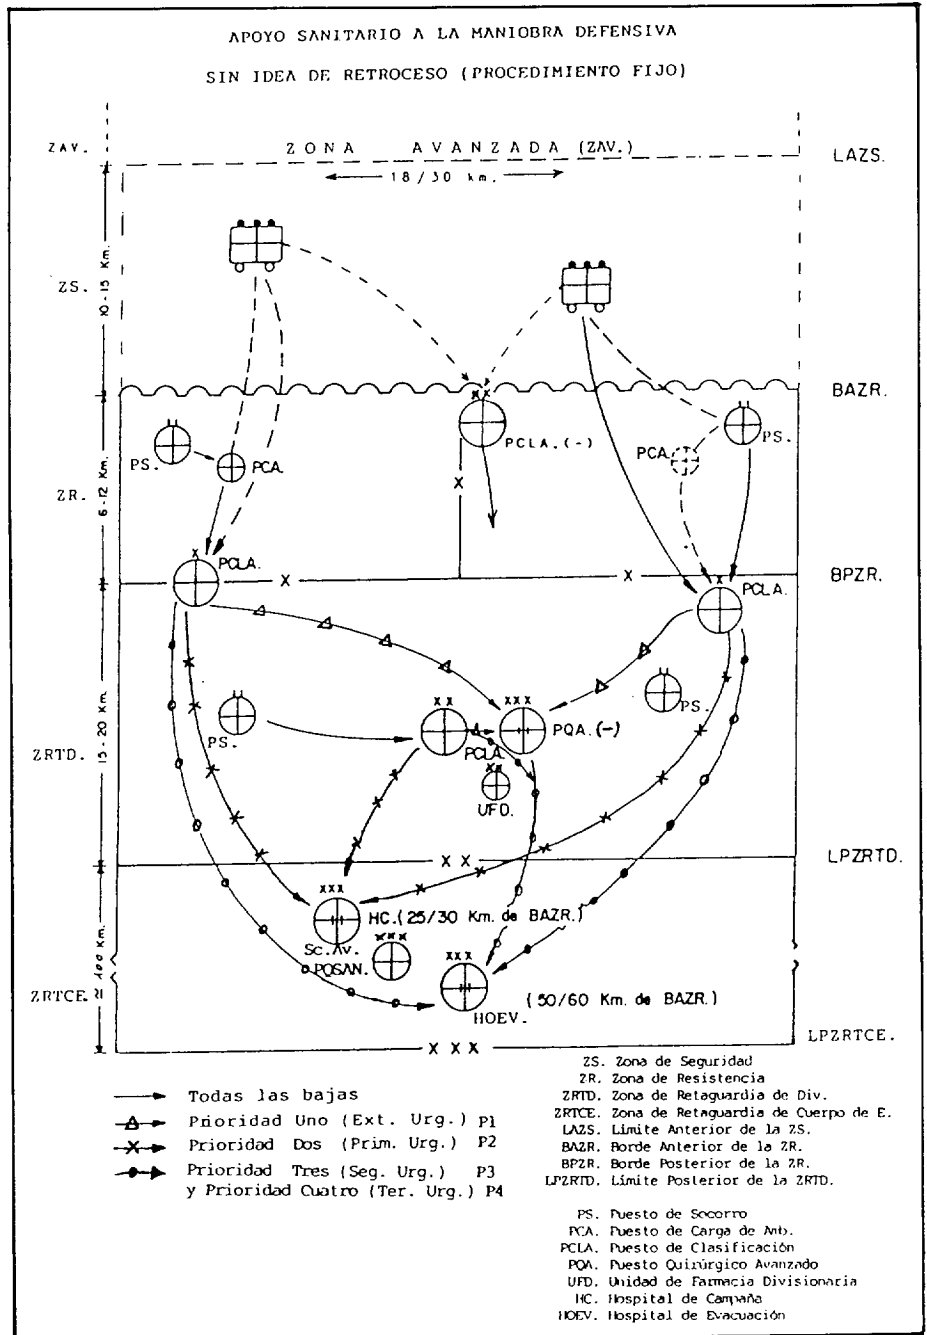 APOYO SANITARIO A LA MANIOBRA DEFENSIVA
SIN IDEA DE RETROCESO (PROCEDIMIENTO FIJO)
ZAV.
ZONA AVANZADA (ZAV.)
LAZS.
18/30 km.
ZS.
10-15 Km.
BAZR.
PCLA.(-)
PS.
PCA.
PCA.
PS.
ZR.
6-12 Km.
PCLA.
BPZR.
PCLA.
PS.
PCLA.
PQA.(-)
PS.
UFD.
ZRTD.
15-20 Km.
LPZRTD.
HC.(25/30 Km. de BAZR.)
Sc.Av.
PQSAN.
ZRTCE.
100 Km.
(50/60 Km. de BAZR.)
HOEV.
LPZRTCE.
Todas las bajas
Prioridad Uno (Ext. Urg.) P1
Prioridad Dos (Prim. Urg.) P2
Prioridad Tres (Seg. Urg.) P3
y Prioridad Cuatro (Ter. Urg.) P4
ZS. Zona de Seguridad
ZR. Zona de Resistencia
ZRTD. Zona de Retaguardia de Div.
ZRTCE. Zona de Retaguardia de Cuerpo de E.
LAZS. Límite Anterior de la ZS.
BAZR. Borde Anterior de la ZR.
BPZR. Borde Posterior de la ZR.
LPZRTD. Límite Posterior de la ZRTD.
PS. Puesto de Socorro
PCA. Puesto de Carga de Amb.
PCLA. Puesto de Clasificación
PQA. Puesto Quirúrgico Avanzado
UFD. Unidad de Farmacia Divisionaria
HC. Hospital de Campaña
HOEV. Hospital de Evacuación